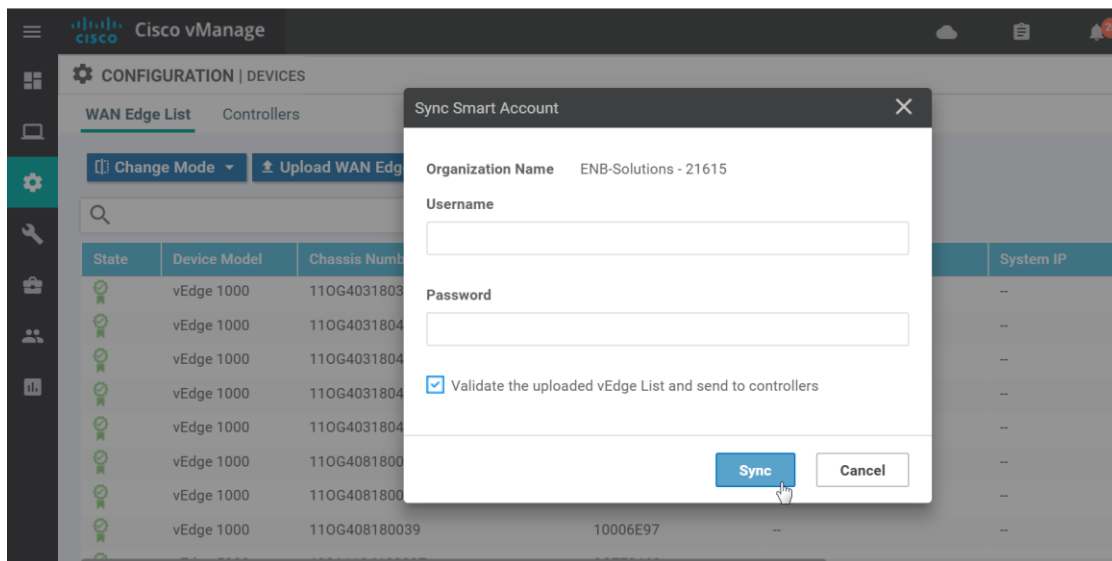 cisco Cisco vManage
2
CONFIGURATION | DEVICES
WAN Edge List Controllers
Sync Smart Account
Change Mode Upload WAN Edg
Organization Name ENB-Solutions - 21615
Username
State Device Model Chassis Numb System IP
vEdge 1000 11OG4031803 --
Password
vEdge 1000 11OG4031804 --
vEdge 1000 11OG4031804 --
Validate the uploaded vEdge List and send to controllers
vEdge 1000 11OG4031804 --
vEdge 1000 11OG4031804 --
vEdge 1000 11OG4081800 --
Sync Cancel
vEdge 1000 11OG4081800 --
vEdge 1000 11OG408180039 10006E97 -- --